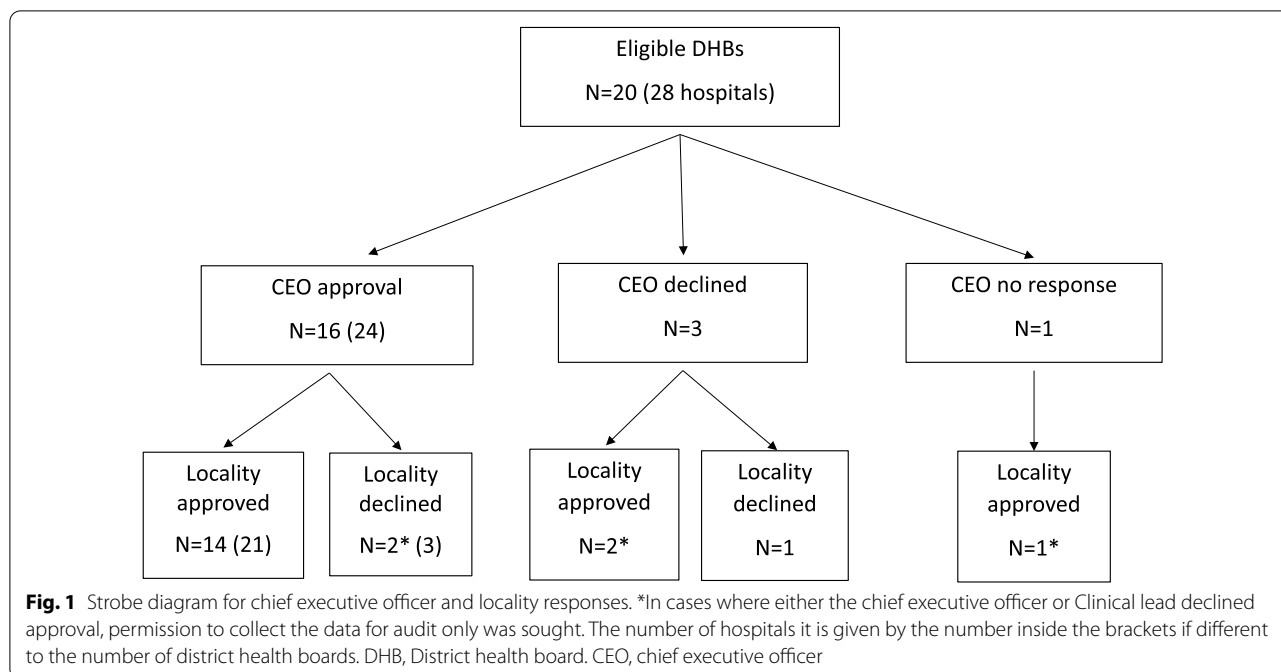 Eligible DHBs
N=20 (28 hospitals)
CEO approval
N=16 (24)
CEO declined
N=3
CEO no response
N=1
Locality
approved
N=14 (21)
Locality
declined
N=2* (3)
Locality
approved
N=2*
Locality
declined
N=1
Locality
approved
N=1*
Fig. 1 Strobe diagram for chief executive officer and locality responses. *In cases where either the chief executive officer or Clinical lead declined
approval, permission to collect the data for audit only was sought. The number of hospitals it is given by the number inside the brackets if different
to the number of district health boards. DHB, District health board. CEO, chief executive officer